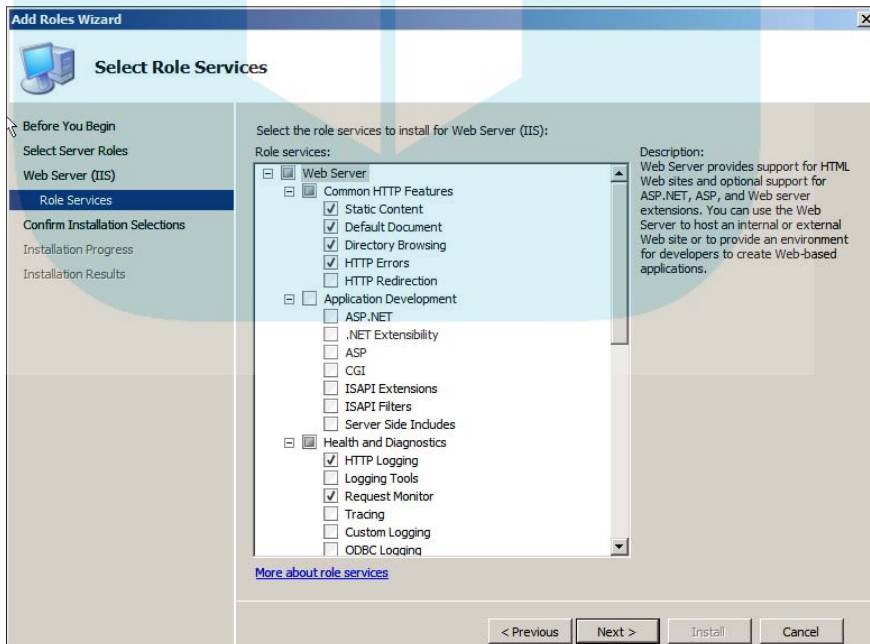 Add Roles Wizard
Select Role Services
Before You Begin
Select Server Roles
Web Server (IIS)
Role Services
Confirm Installation Selections
Installation Progress
Installation Results
Select the role services to install for Web Server (IIS):
Role services:
Web Server
Common HTTP Features
Static Content
Default Document
Directory Browsing
HTTP Errors
HTTP Redirection
Application Development
ASP.NET
.NET Extensibility
ASP
CGI
ISAPI Extensions
ISAPI Filters
Server Side Includes
Health and Diagnostics
HTTP Logging
Logging Tools
Request Monitor
Tracing
Custom Logging
ODBC Logging
More about role services
Description:
Web Server provides support for HTML
Web sites and optional support for
ASP.NET, ASP, and Web server
extensions. You can use the Web
Server to host an internal or external
Web site or to provide an environment
for developers to create Web-based
applications.
< Previous
Next >
Install
Cancel